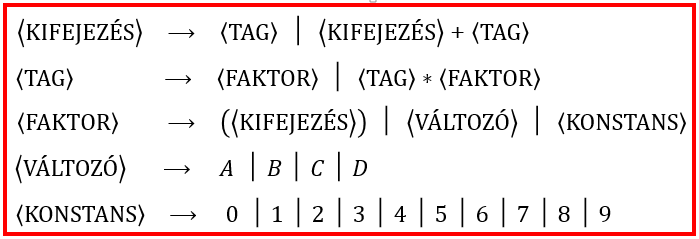 ⟨KIFEJEZÉS⟩ ⟶ ⟨TAG⟩ | ⟨KIFEJEZÉS⟩ + ⟨TAG⟩
⟨TAG⟩ ⟶ ⟨FAKTOR⟩ | ⟨TAG⟩ ∗ ⟨FAKTOR⟩
⟨FAKTOR⟩ ⟶ (⟨KIFEJEZÉS⟩) | ⟨VÁLTOZÓ⟩ | ⟨KONSTANS⟩
⟨VÁLTOZÓ⟩ ⟶ A | B | C | D
⟨KONSTANS⟩ ⟶ 0 | 1 | 2 | 3 | 4 | 5 | 6 | 7 | 8 | 9